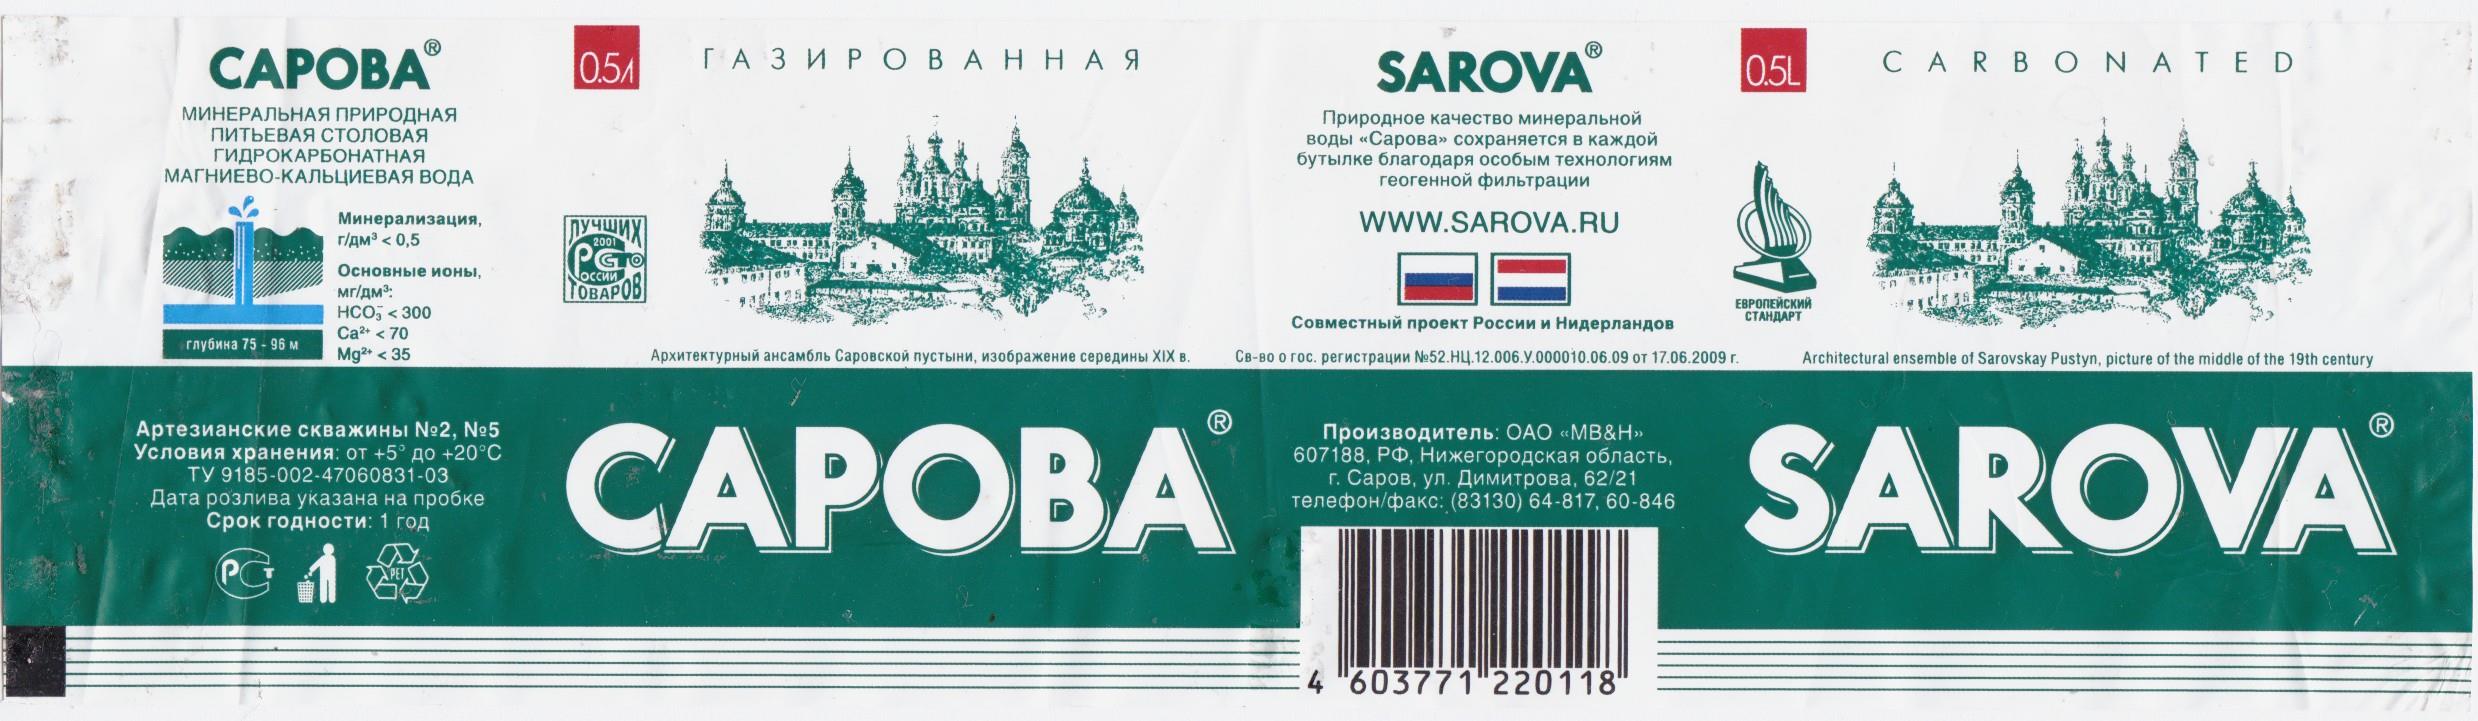 САРОВА®
МИНЕРАЛЬНАЯ ПРИРОДНАЯ
ПИТЬЕВАЯ СТОЛОВАЯ
ГИДРОКАРБОНАТНАЯ
МАГНИЕВО-КАЛЬЦИЕВАЯ ВОДА
Минерализация,
г/дм³ < 0,5
Основные ионы,
мг/дм³:
HCO₃⁻ < 300
Ca²⁺ < 70
Mg²⁺ < 35
глубина 75 - 96 м
Артезианские скважины №2, №5
Условия хранения: от +5° до +20°С
ТУ 9185-002-47060831-03
Дата розлива указана на пробке
Срок годности: 1 год
РСТ
PET
0.5л
ГАЗИРОВАННАЯ
ЛУЧШИХ
2001
РОССИИ
ТОВАРОВ
Архитектурный ансамбль Саровской пустыни, изображение середины XIX в.
САРОВА®
SAROVA®
Природное качество минеральной
воды «Сарова» сохраняется в каждой
бутылке благодаря особым технологиям
геогенной фильтрации
WWW.SAROVA.RU
Совместный проект России и Нидерландов
Св-во о гос. регистрации №52.НЦ.12.006.У.000010.06.09 от 17.06.2009 г.
Производитель: ОАО «МВ&Н»
607188, РФ, Нижегородская область,
г. Саров, ул. Димитрова, 62/21
телефон/факс: (83130) 64-817, 60-846
4 603771 220118
0.5L
CARBONATED
ЕВРОПЕЙСКИЙ
СТАНДАРТ
Architectural ensemble of Sarovskay Pustyn, picture of the middle of the 19th century
SAROVA®